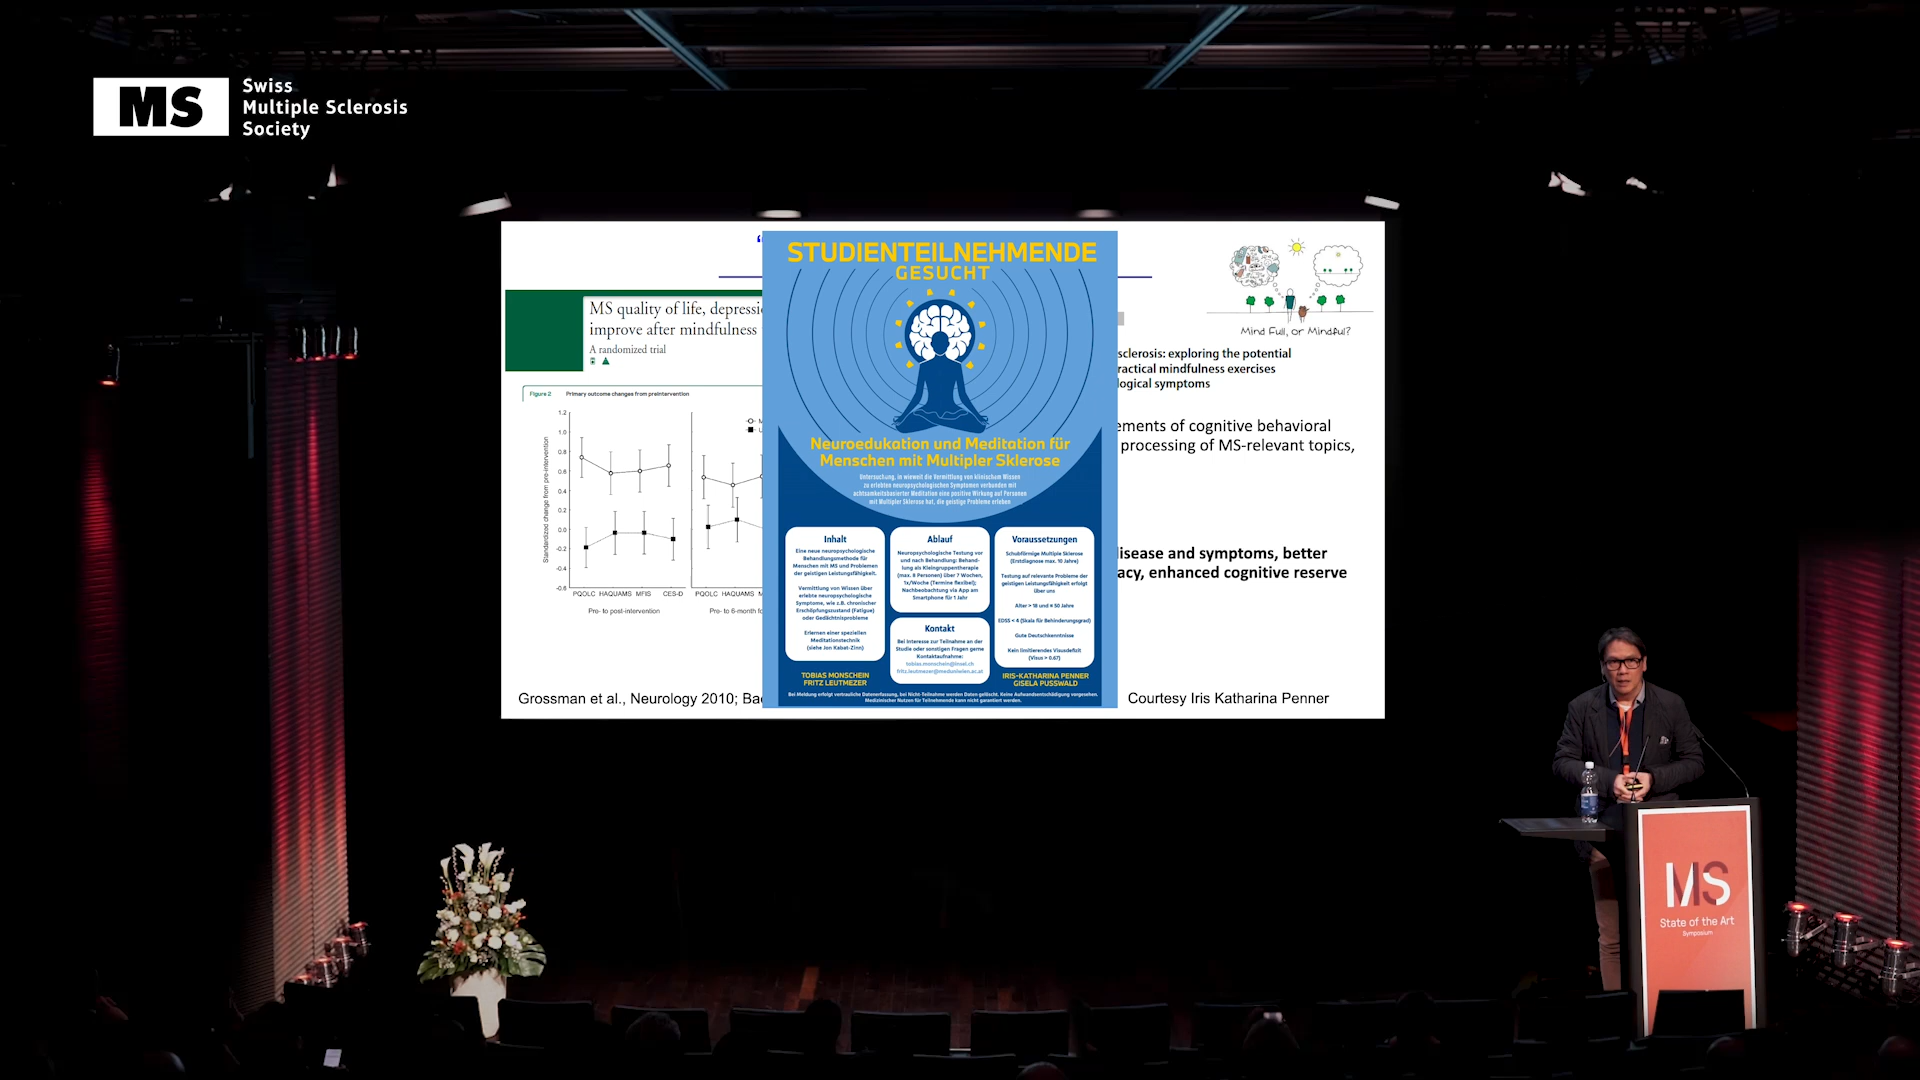 MS
Swiss
Multiple Sclerosis
Society
MS quality of life, depressi
improve after mindfulness
A randomized trial
Figure 2 Primary outcome changes from preintervention
Standardized change from pre-intervention
1.2
1.0
0.8
0.6
0.4
0.2
0.0
-0.2
-0.4
-0.6
PQOLC HAQUAMS MFIS CES-D
Pre- to post-intervention
PQOLC HAQUAMS M
Pre- to 6-month fo
Grossman et al., Neurology 2010; Bae
STUDIENTEILNEHMENDE
GESUCHT
Neuroedukation und Meditation für
Menschen mit Multipler Sklerose
Untersuchung, in wieweit die Vermittlung von klinischem Wissen
zu erlebten neuropsychologischen Symptomen verbunden mit
achtsamkeitsbasierter Meditation eine positive Wirkung auf Personen
mit Multipler Sklerose hat, die geistige Probleme erleben
Inhalt
Eine neue neuropsychologische
Behandlungsmethode für
Menschen mit MS und Problemen
der geistigen Leistungsfähigkeit.
Vermittlung von Wissen über
erlebte neuropsychologische
Symptome, wie z.B. chronischer
Erschöpfungszustand (Fatigue)
oder Gedächtnisprobleme
Erlernen einer speziellen
Meditationstechnik
(siehe Jon Kabat-Zinn)
Ablauf
Neuropsychologische Testung vor
und nach Behandlung: Behand-
lung als Kleingruppentherapie
(max. 8 Personen) über 7 Wochen,
1x/Woche (Termine flexibel);
Nachbeobachtung via App am
Smartphone für 1 Jahr
Kontakt
Bei Interesse zur Teilnahme an der
Studie oder sonstigen Fragen gerne
Kontaktaufnahme:
tobias.monschein@insel.ch
fritz.leutmezer@meduniwien.ac.at
Voraussetzungen
Schubförmige Multiple Sklerose
(Erstdiagnose max. 10 Jahre)
Testung auf relevante Probleme der
geistigen Leistungsfähigkeit erfolgt
über uns
Alter > 18 und < 50 Jahre
EDSS < 4 (Skala für Behinderungsgrad)
Gute Deutschkenntnisse
Kein limitierendes Visusdefizit
(Visus > 0.67)
TOBIAS MONSCHEIN
FRITZ LEUTMEZER
IRIS-KATHARINA PENNER
GISELA PUSSWALD
Bei Meldung erfolgt vertrauliche Datenerfassung, bei Nicht-Teilnahme werden Daten gelöscht. Keine Aufwandsentschädigung vorgesehen.
Medizinischer Nutzen für Teilnehmende kann nicht garantiert werden.
Mind Full, or Mindful?
sclerosis: exploring the potential
ractical mindfulness exercises
logical symptoms
ements of cognitive behavioral
processing of MS-relevant topics,
disease and symptoms, better
acy, enhanced cognitive reserve
Courtesy Iris Katharina Penner
MS
State of the Art
Symposium